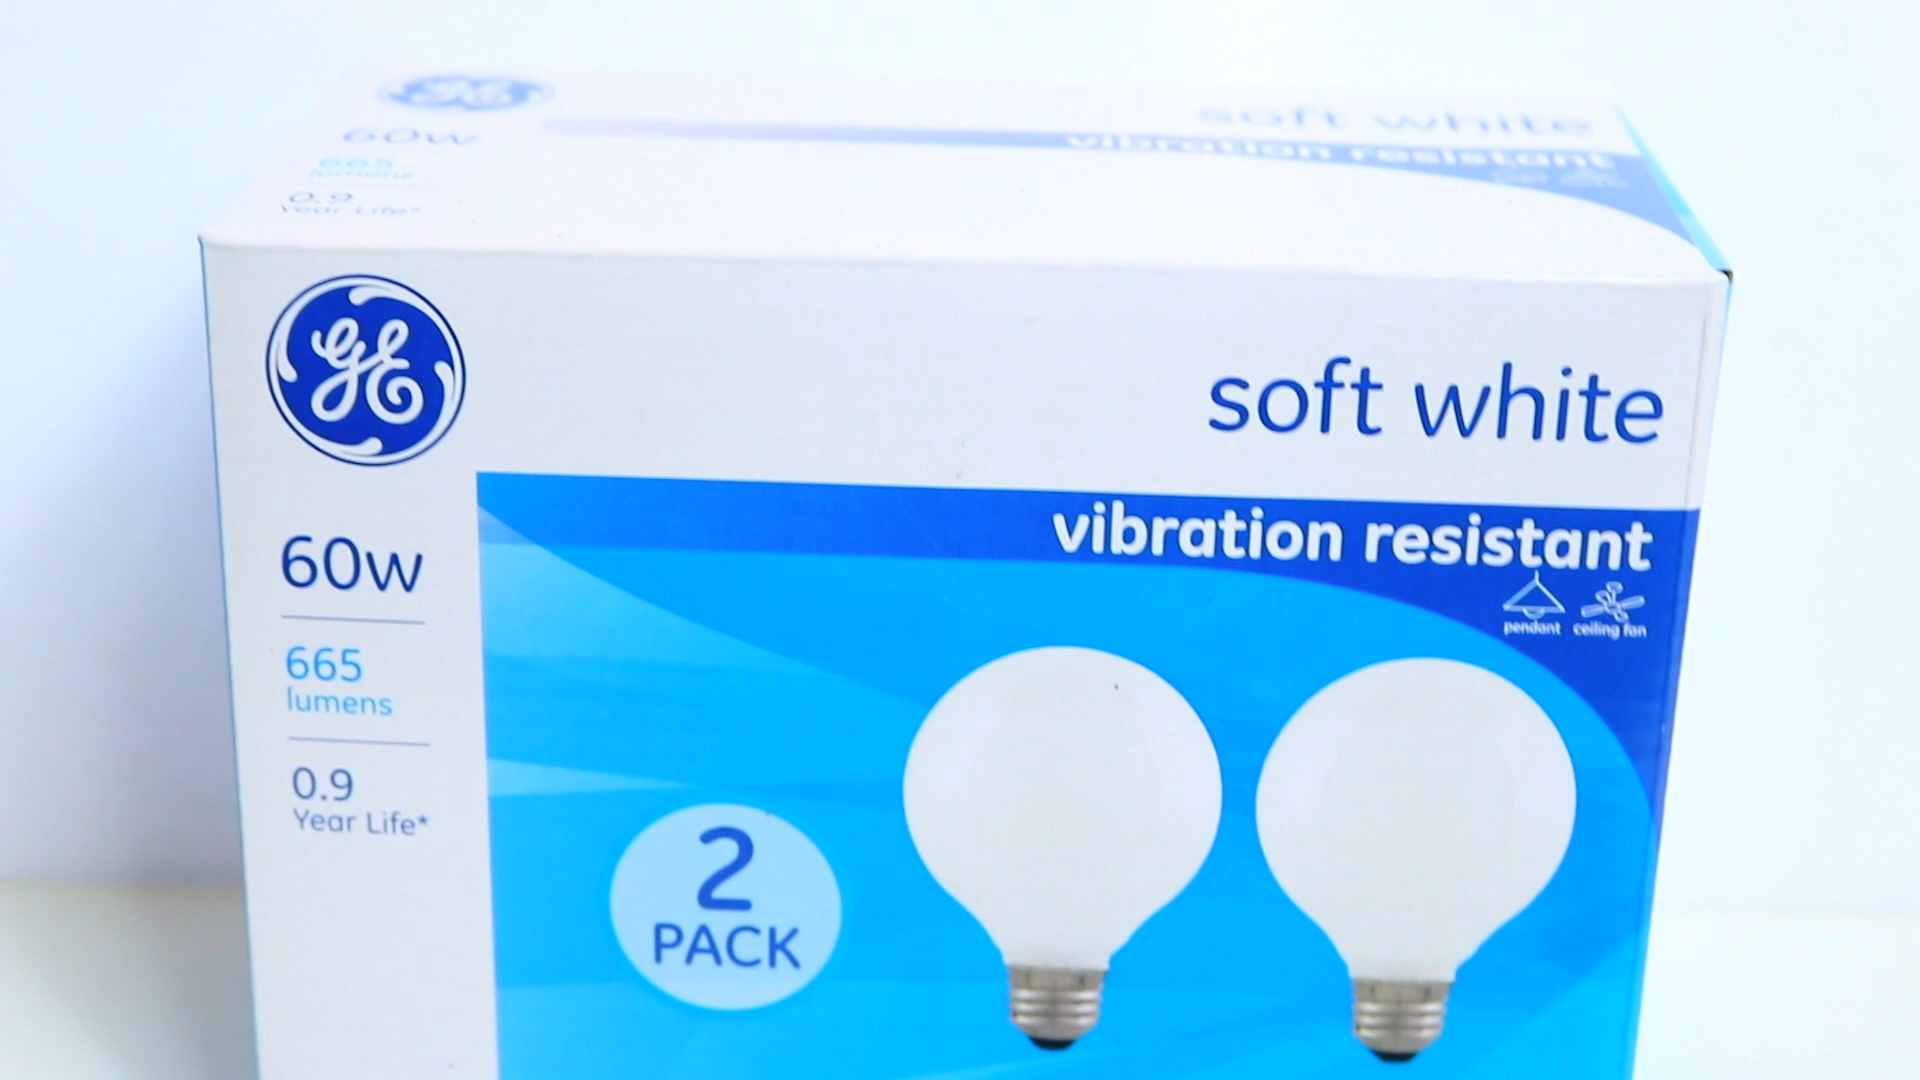 GE
soft white
60w
vibration resistant
665
lumens
0.9
Year Life*
GE
soft white
vibration resistant
pendant ceiling fan
60w
665
lumens
0.9
Year Life*
2
PACK